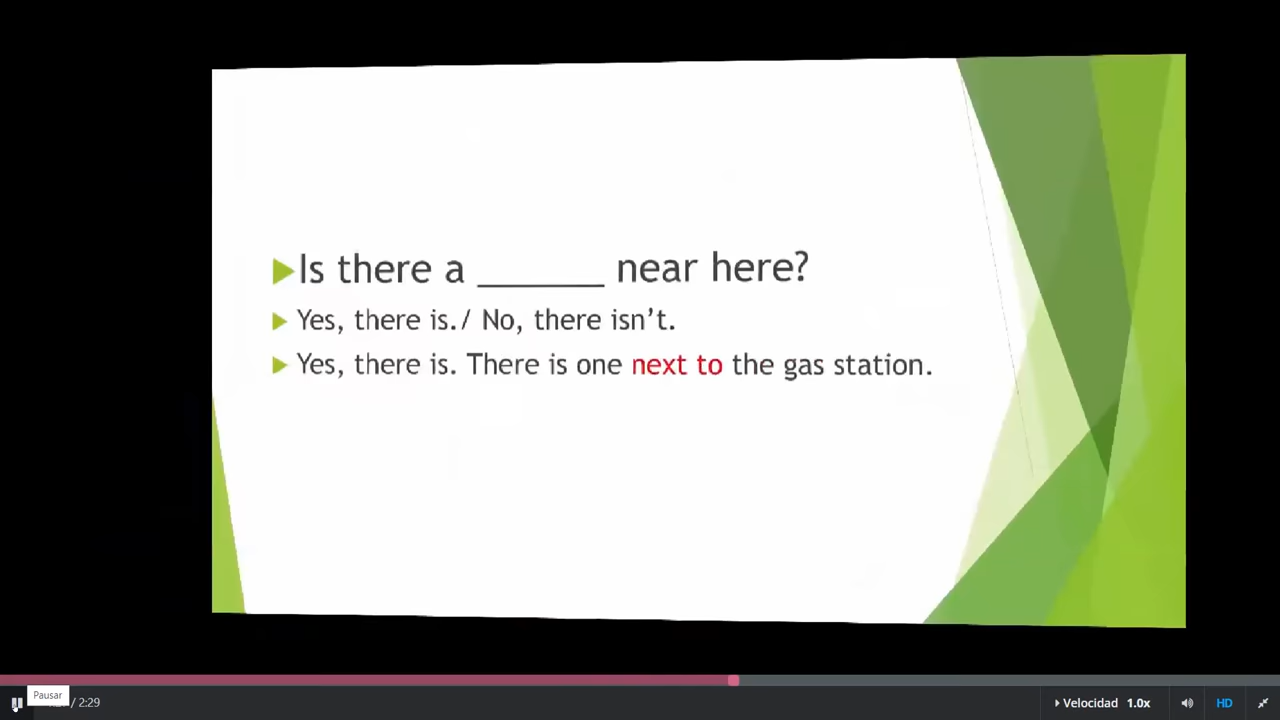 Is there a ______ near here?
Yes, there is./ No, there isn't.
Yes, there is. There is one next to the gas station.
Pausar
/ 2:29
Velocidad 1.0x
HD